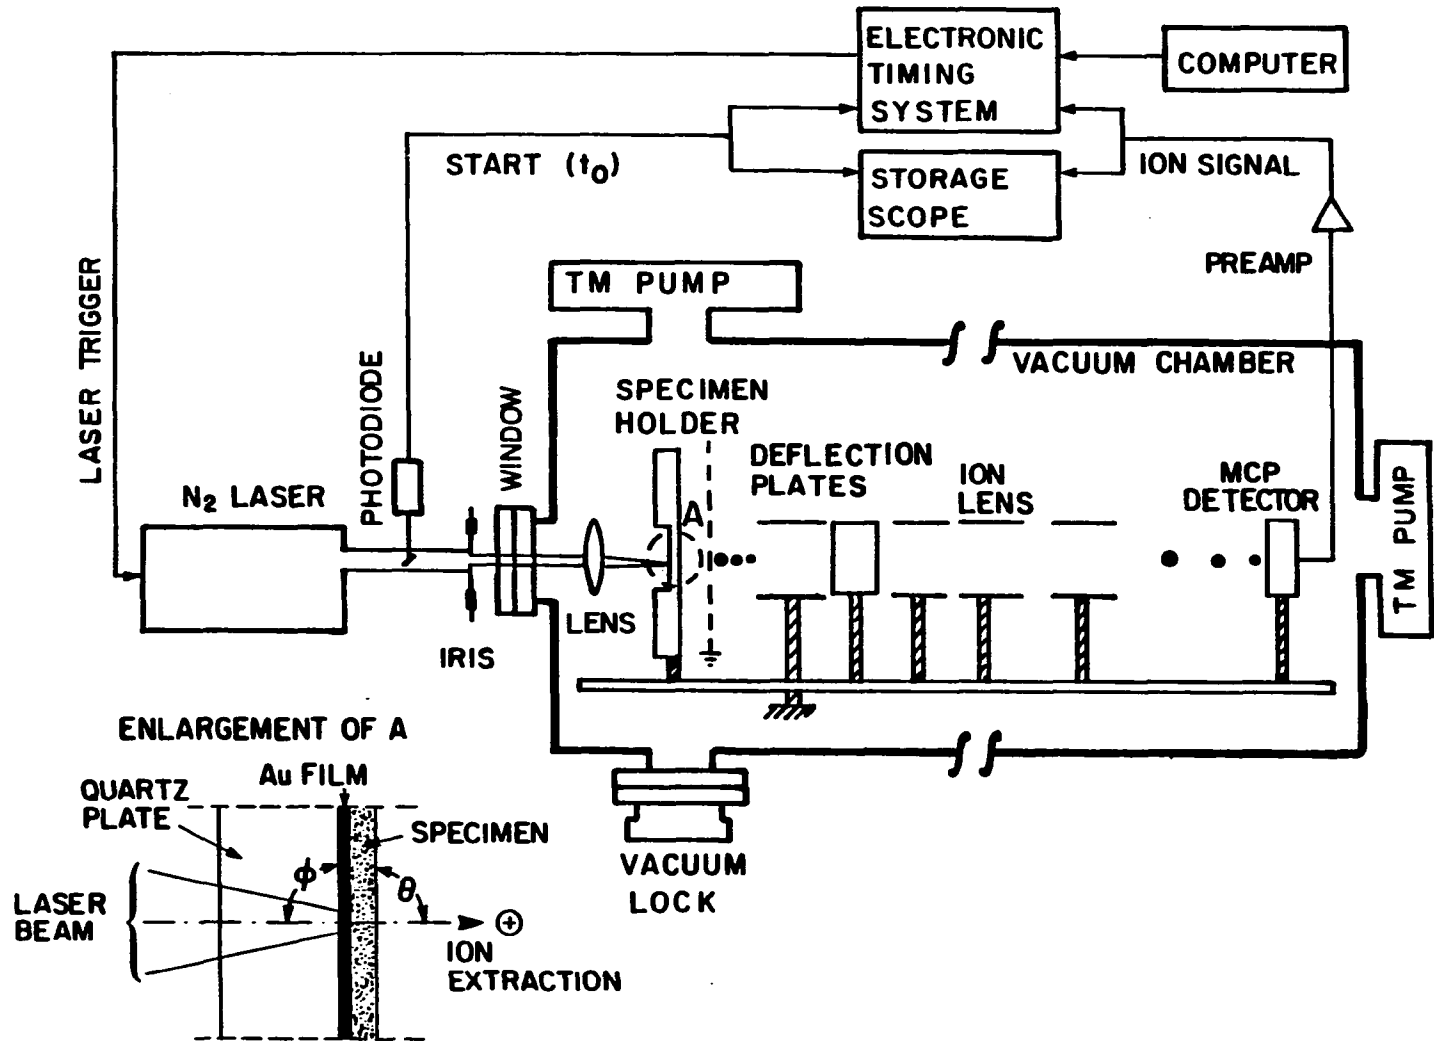 ELECTRONIC
TIMING
SYSTEM
COMPUTER
START (t₀)
STORAGE
SCOPE
ION SIGNAL
PREAMP
LASER TRIGGER
TM PUMP
VACUUM CHAMBER
PHOTODIODE
WINDOW
SPECIMEN
HOLDER
A
DEFLECTION
PLATES
ION
LENS
MCP
DETECTOR
TM PUMP
N₂ LASER
LENS
IRIS
ENLARGEMENT OF A
Au FILM
QUARTZ
PLATE
SPECIMEN
ϕ
θ
LASER
BEAM
+
ION
EXTRACTION
VACUUM
LOCK